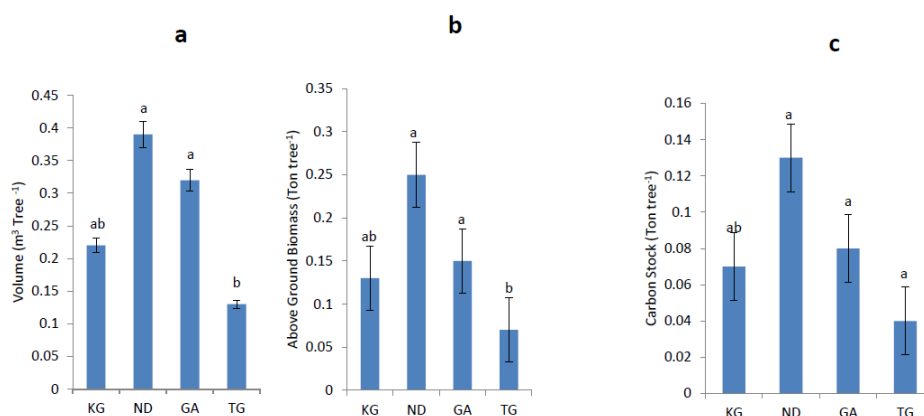 a
Volume (m³ Tree ⁻¹)
0.45
0.4
0.35
0.3
0.25
0.2
0.15
0.1
0.05
0
ab
a
a
b
KG ND GA TG
b
Above Ground Biomass (Ton tree⁻¹)
0.35
0.3
0.25
0.2
0.15
0.1
0.05
0
ab
a
a
b
KG ND GA TG
c
Carbon Stock (Ton tree⁻¹)
0.16
0.14
0.12
0.1
0.08
0.06
0.04
0.02
0
ab
a
a
a
KG ND GA TG